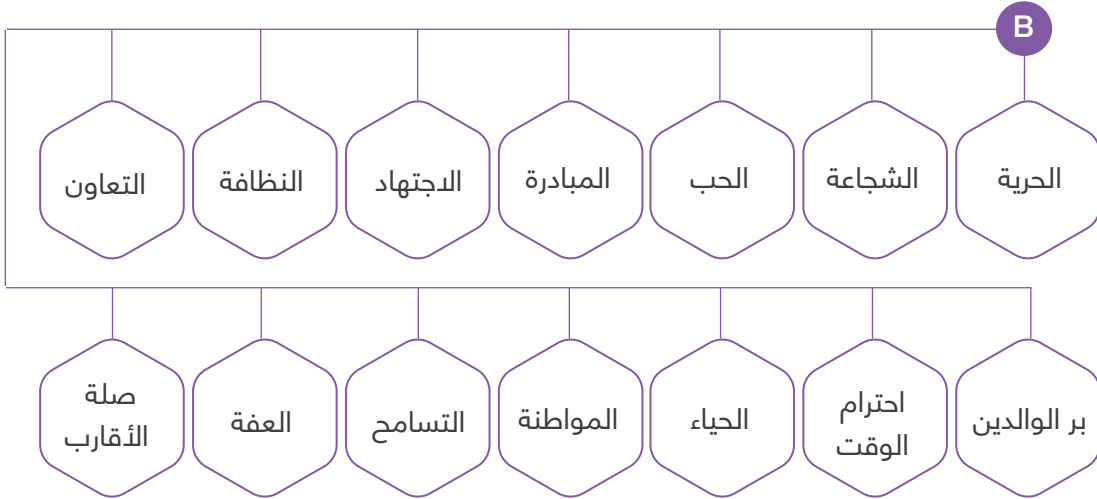 B
الحرية
الشجاعة
الحب
المبادرة
الاجتهاد
النظافة
التعاون
بر الوالدين
احترام
الوقت
الحياء
المواطنة
التسامح
العفة
صلة
الأقارب